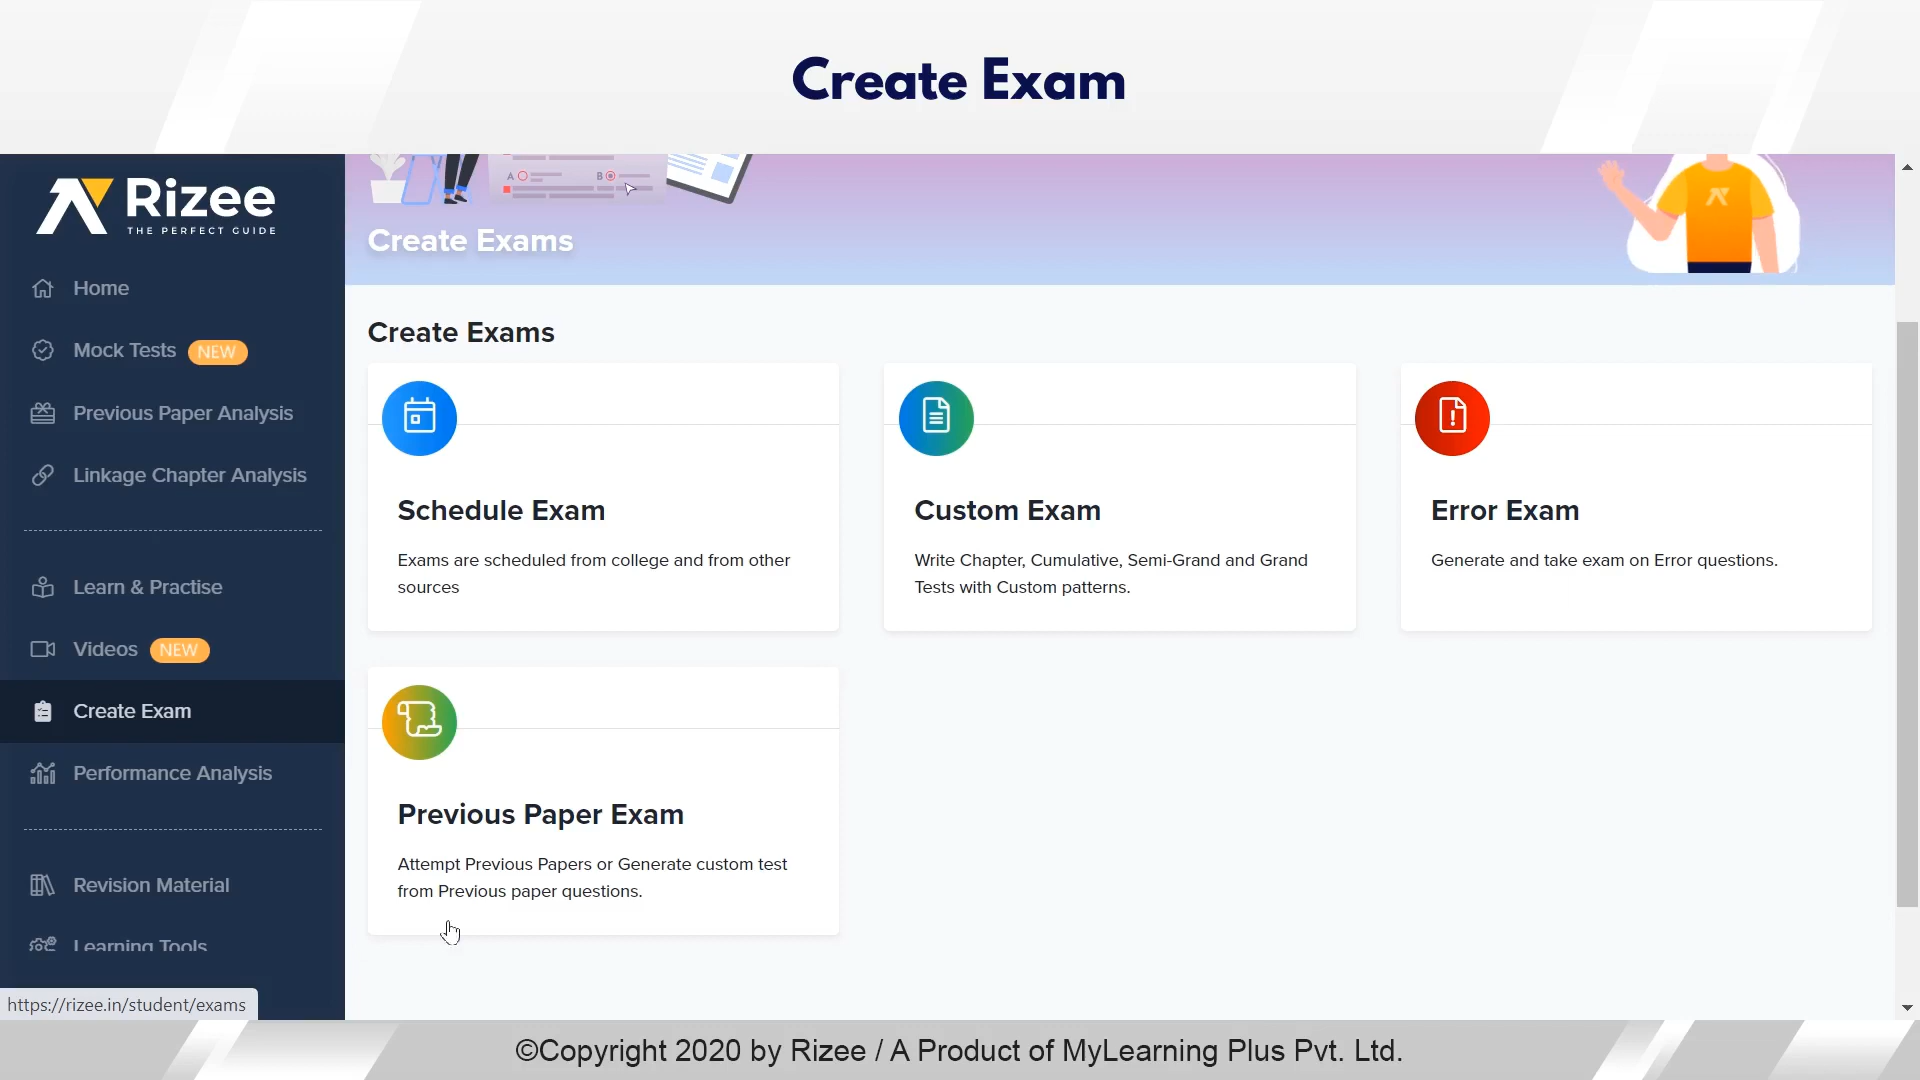 Create Exam
Rizee
THE PERFECT GUIDE
Home
Mock Tests NEW
Previous Paper Analysis
Linkage Chapter Analysis
Learn & Practise
Videos NEW
Create Exam
Performance Analysis
Revision Material
Learning Tools
https://rizee.in/student/exams
A
B
Create Exams
Create Exams
Schedule Exam
Exams are scheduled from college and from other
sources
Custom Exam
Write Chapter, Cumulative, Semi-Grand and Grand
Tests with Custom patterns.
Error Exam
Generate and take exam on Error questions.
Previous Paper Exam
Attempt Previous Papers or Generate custom test
from Previous paper questions.
©Copyright 2020 by Rizee / A Product of MyLearning Plus Pvt. Ltd.